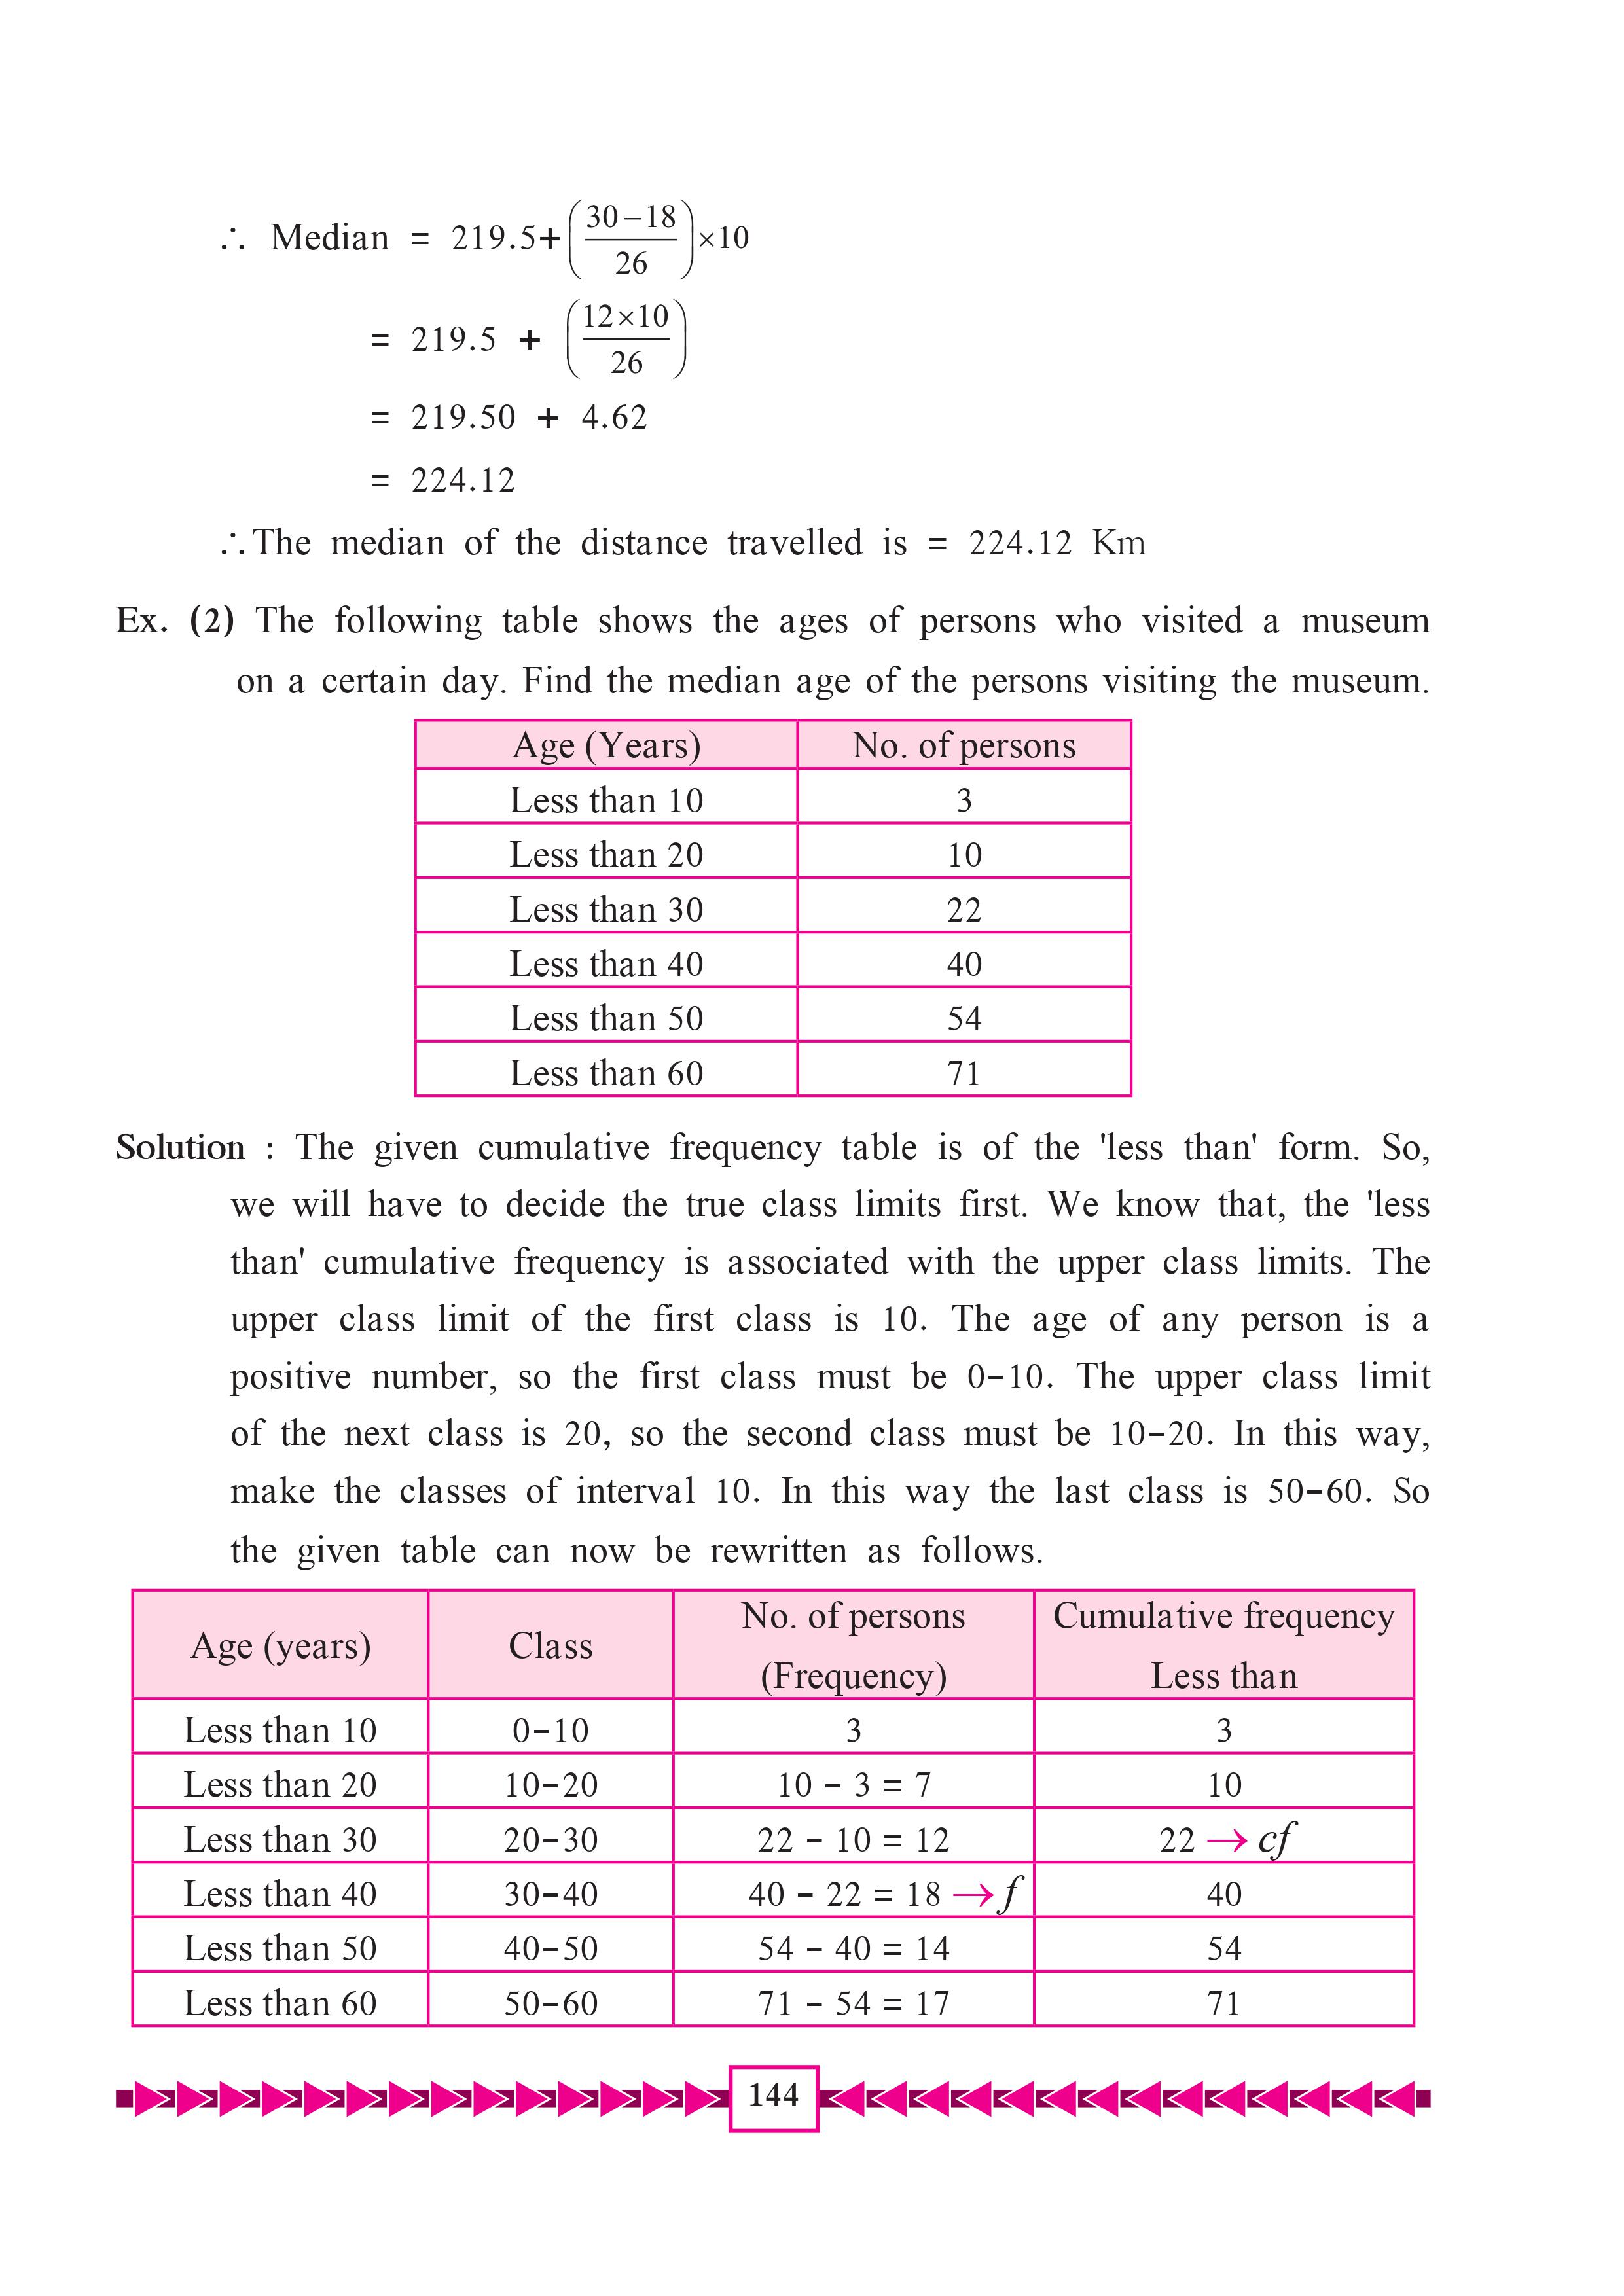 ∴ Median = 219.5+(30–18/26)×10
= 219.5 + (12×10/26)
= 219.50 + 4.62
= 224.12
∴The median of the distance travelled is = 224.12 Km
Ex. (2) The following table shows the ages of persons who visited a museum
on a certain day. Find the median age of the persons visiting the museum.
Age (Years) No. of persons
Less than 10 3
Less than 20 10
Less than 30 22
Less than 40 40
Less than 50 54
Less than 60 71
Solution : The given cumulative frequency table is of the 'less than' form. So,
we will have to decide the true class limits first. We know that, the 'less
than' cumulative frequency is associated with the upper class limits. The
upper class limit of the first class is 10. The age of any person is a
positive number, so the first class must be 0-10. The upper class limit
of the next class is 20, so the second class must be 10-20. In this way,
make the classes of interval 10. In this way the last class is 50-60. So
the given table can now be rewritten as follows.
Age (years) Class No. of persons (Frequency) Cumulative frequency Less than
Less than 10 0-10 3 3
Less than 20 10-20 10 - 3 = 7 10
Less than 30 20-30 22 - 10 = 12 22 → cf
Less than 40 30-40 40 - 22 = 18 → f 40
Less than 50 40-50 54 - 40 = 14 54
Less than 60 50-60 71 - 54 = 17 71
144